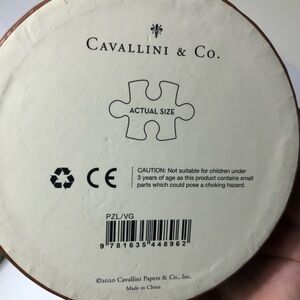 CAVALLINI & CO.
ACTUAL SIZE
CE
CAUTION: Not suitable for children under
3 years of age as this product contains small
parts which could pose a choking hazard.
PZL/VG
9 781635 448962
©2020 Cavallini Papers & Co., Inc.
Made in China